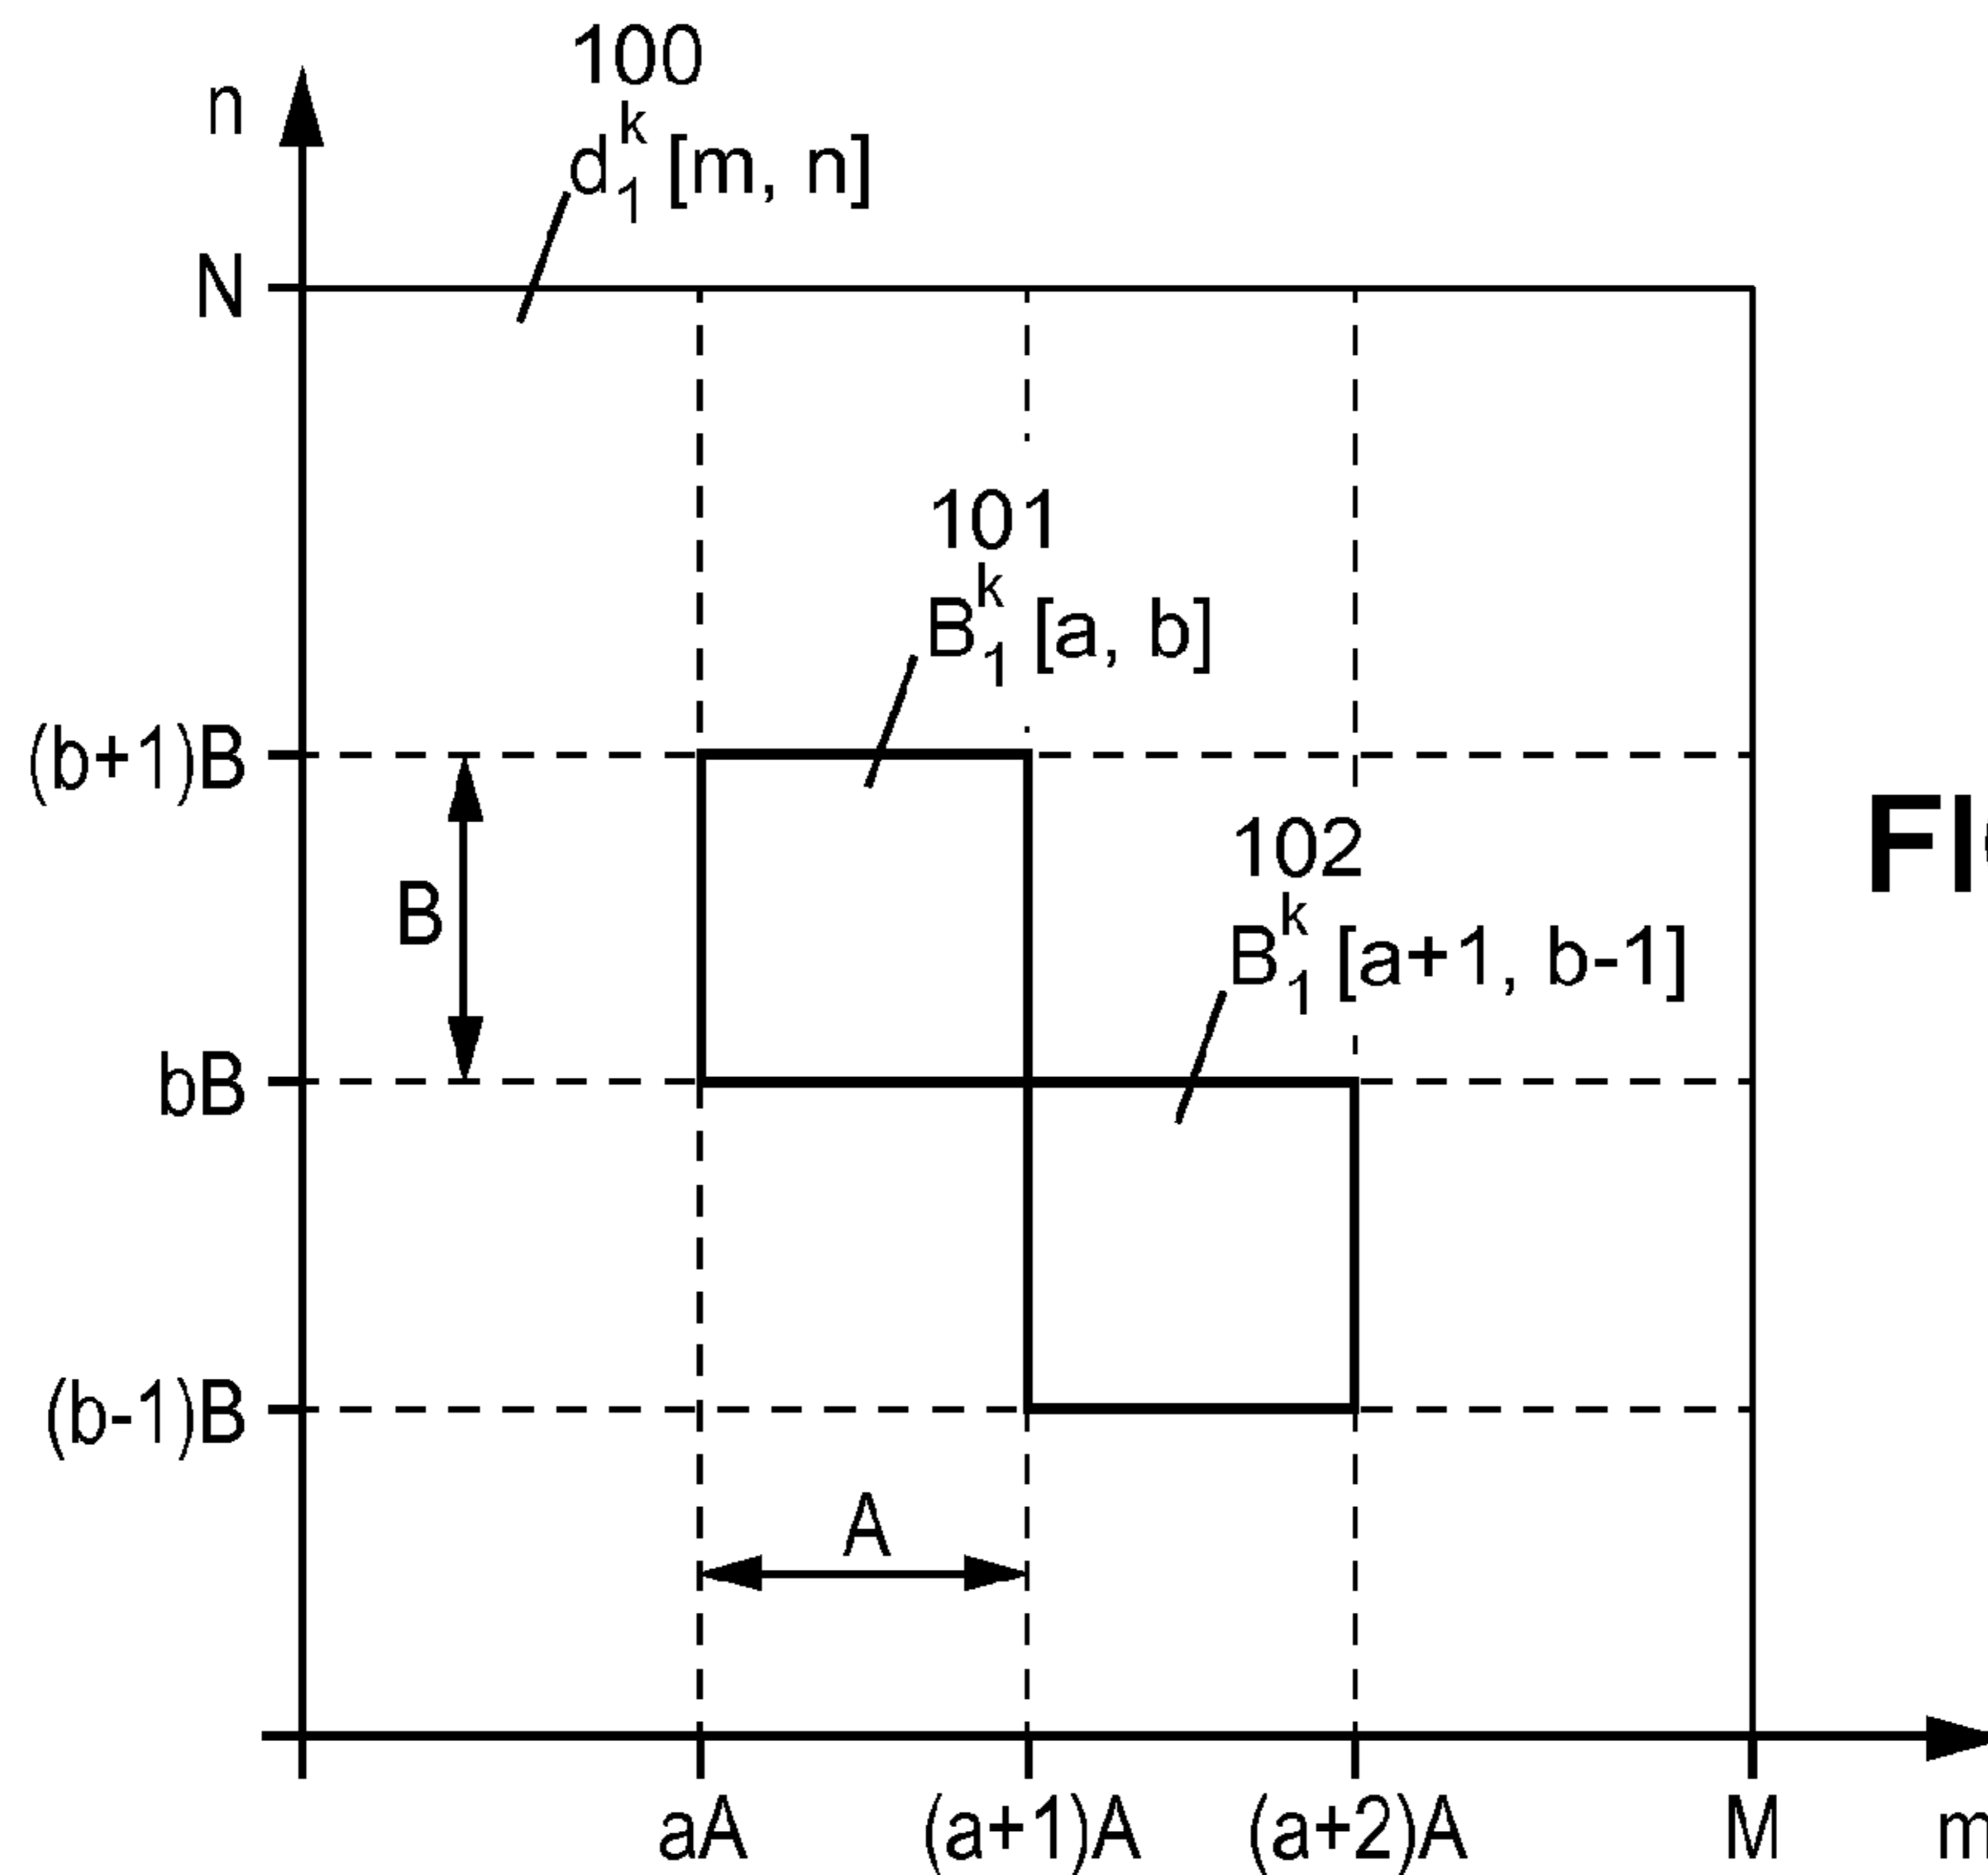 100
n
d₁ᵏ [m, n]
N
101
B₁ᵏ [a, b]
(b+1)B
102
B
B₁ᵏ [a+1, b-1]
bB
(b-1)B
A
aA (a+1)A (a+2)A M m